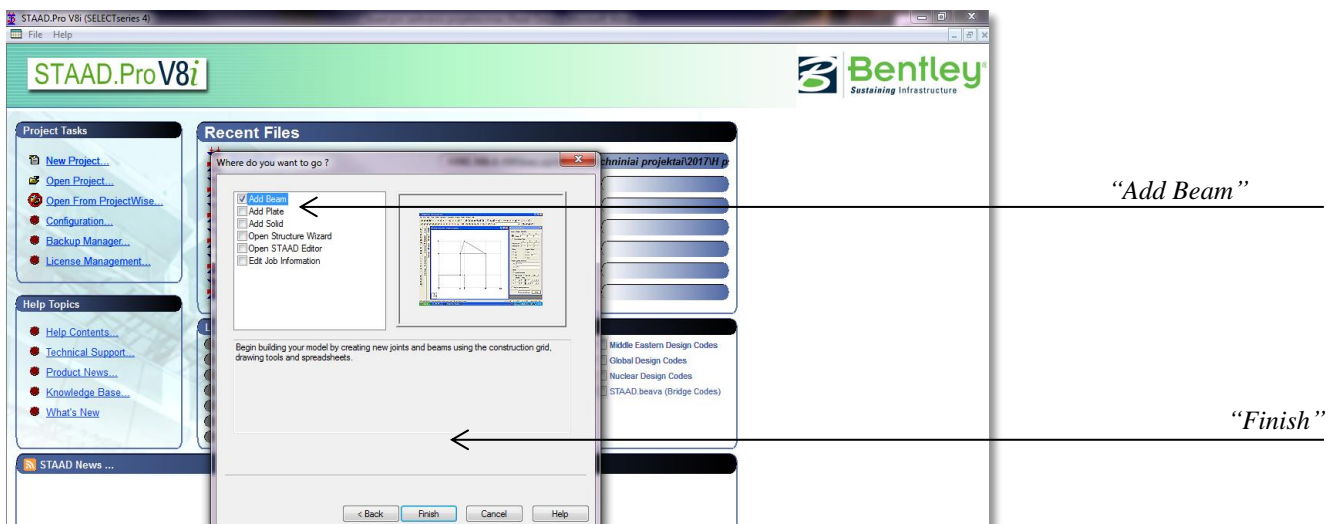 STAAD.Pro V8i (SELECTseries 4)
File Help
STAAD.ProV8i
Bentley
Sustaining Infrastructure
Project Tasks
New Project...
Open Project...
Open From ProjectWise...
Configuration...
Backup Manager...
License Management...
Help Topics
Help Contents...
Technical Support...
Product News...
Knowledge Base...
What's New
Recent Files
chniniai projektai\2017\H p
Where do you want to go ?
Add Beam
Add Plate
Add Solid
Open Structure Wizard
Open STAAD Editor
Edit Job Information
Begin building your model by creating new joints and beams using the construction grid,
drawing tools and spreadsheets.
< Back Finish Cancel Help
Middle Eastern Design Codes
Global Design Codes
Nuclear Design Codes
STAAD.beava (Bridge Codes)
STAAD News ...
“Add Beam”
“Finish”